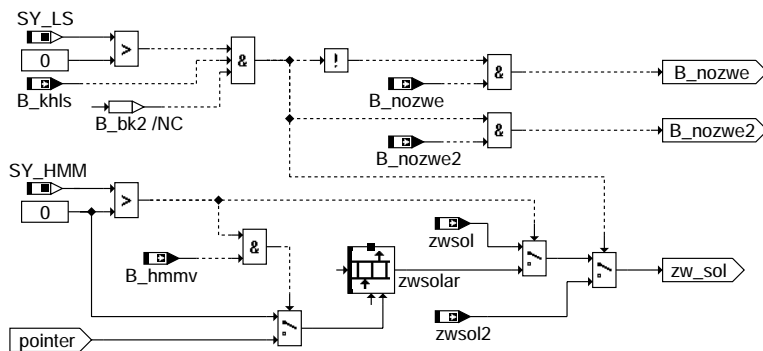 SY_LS
0
>
&
B_khls
B_bk2 /NC
!
B_nozwe
&
B_nozwe
B_nozwe2
&
B_nozwe2
SY_HMM
0
>
B_hmmv
&
zwsol
zwsolar
zwsol2
zw_sol
pointer